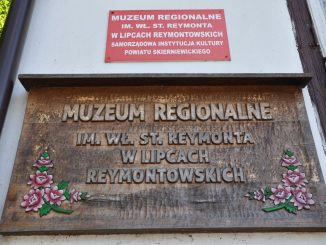 MUZEUM REGIONALNE
IM. WŁ. ST. REYMONTA
W LIPCACH REYMONTOWSKICH
SAMORZĄDOWA INSTYTUCJA KULTURY
POWIATU SKIERNIEWICKIEGO
MUZEUM REGIONALNE
IM. WŁ. ST. REYMONTA
W LIPCACH
REYMONTOWSKICH